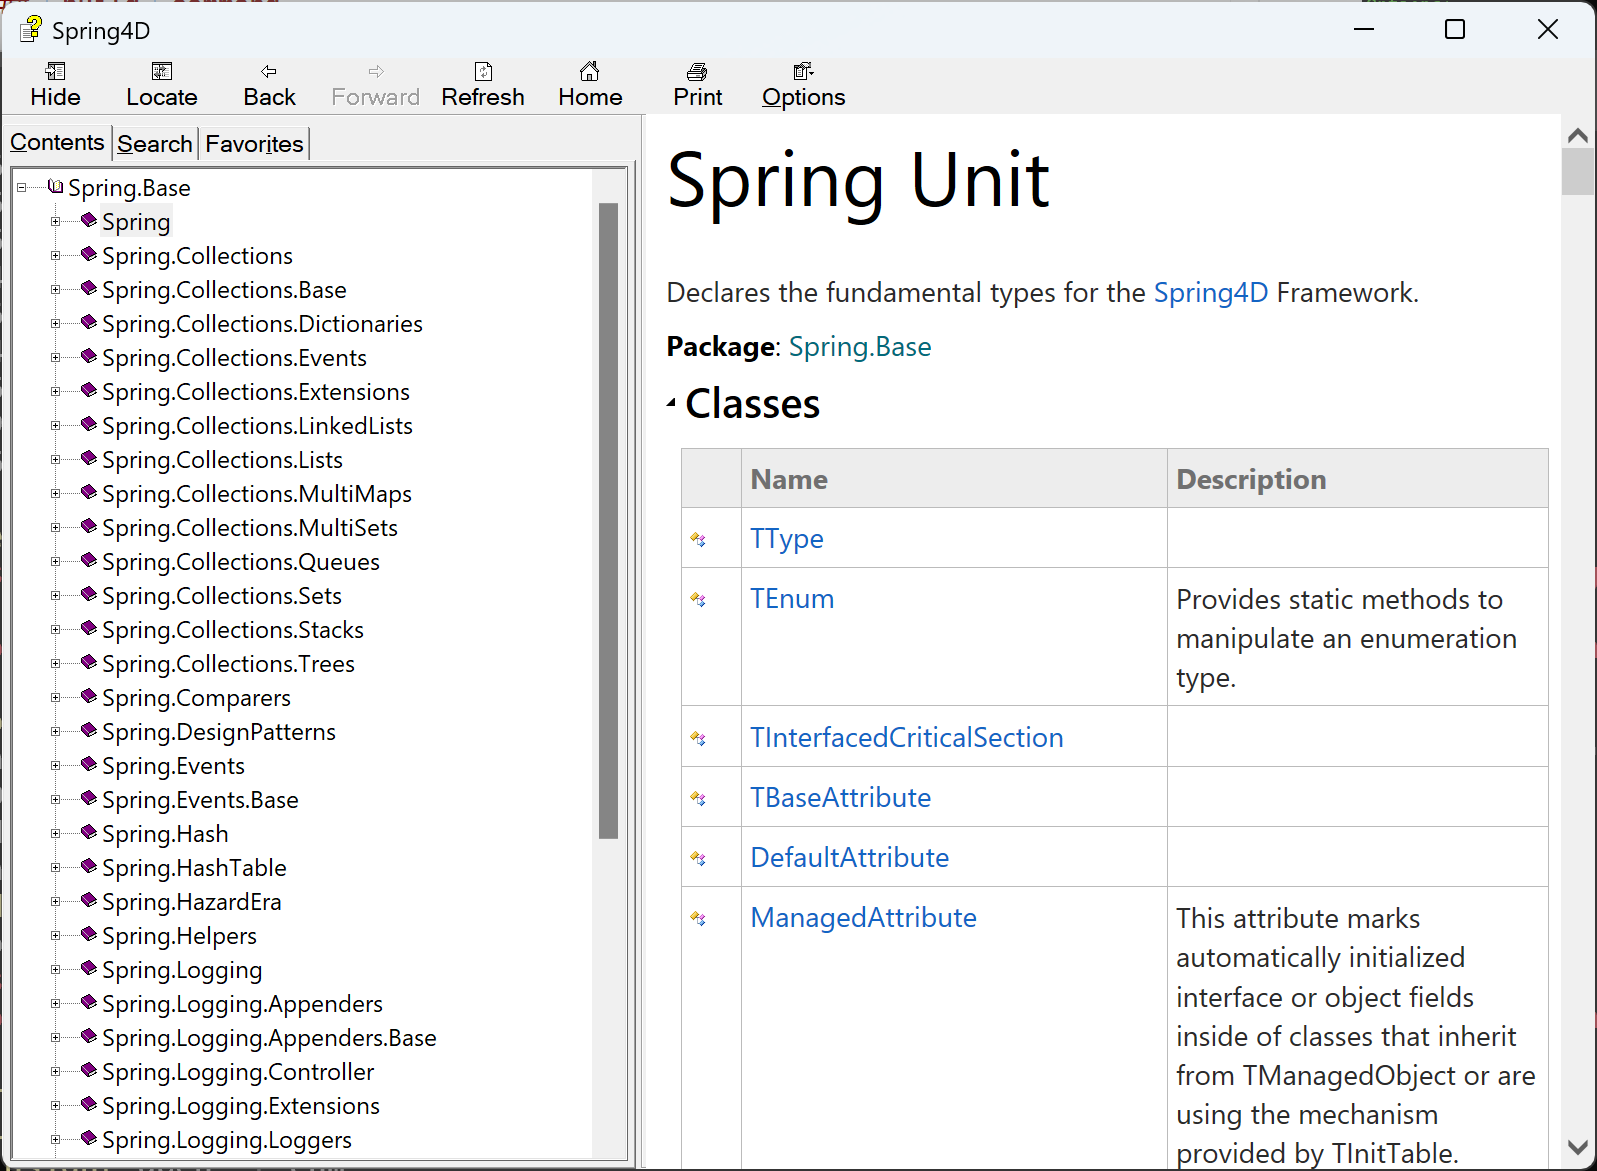 Spring4D
Hide Locate Back Forward Refresh Home Print Options
Contents Search Favorites
Spring.Base
Spring
Spring.Collections
Spring.Collections.Base
Spring.Collections.Dictionaries
Spring.Collections.Events
Spring.Collections.Extensions
Spring.Collections.LinkedLists
Spring.Collections.Lists
Spring.Collections.MultiMaps
Spring.Collections.MultiSets
Spring.Collections.Queues
Spring.Collections.Sets
Spring.Collections.Stacks
Spring.Collections.Trees
Spring.Comparers
Spring.DesignPatterns
Spring.Events
Spring.Events.Base
Spring.Hash
Spring.HashTable
Spring.HazardEra
Spring.Helpers
Spring.Logging
Spring.Logging.Appenders
Spring.Logging.Appenders.Base
Spring.Logging.Controller
Spring.Logging.Extensions
Spring.Logging.Loggers
Spring Unit
Declares the fundamental types for the Spring4D Framework.
Package: Spring.Base
Classes
Name Description
TType
TEnum Provides static methods to
manipulate an enumeration
type.
TInterfacedCriticalSection
TBaseAttribute
DefaultAttribute
ManagedAttribute This attribute marks
automatically initialized
interface or object fields
inside of classes that inherit
from TManagedObject or are
using the mechanism
provided by TInitTable.